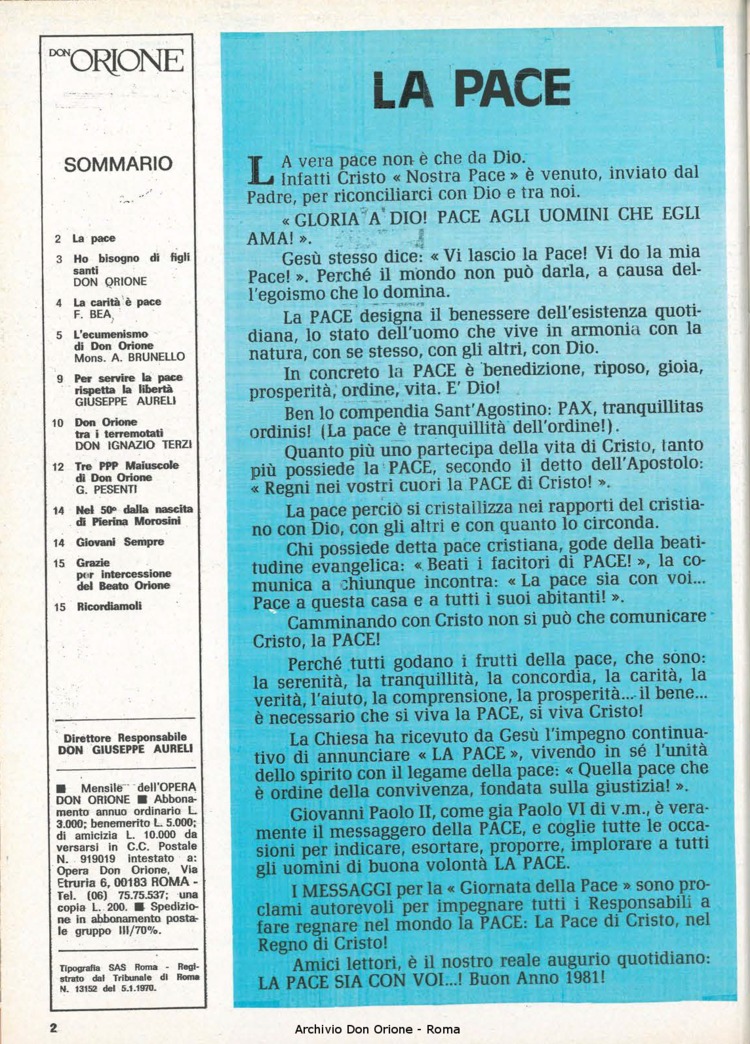 DON ORIONE
SOMMARIO
2 La pace
3 Ho bisogno di figli
santi
DON ORIONE
4 La carità è pace
F. BEA
5 L'ecumenismo
di Don Orione
Mons. A. BRUNELLO
9 Per servire la pace
rispetta la libertà
GIUSEPPE AURELI
10 Don Orione
tra i terremotati
DON IGNAZIO TERZI
12 Tre PPP Maiuscole
di Don Orione
G. PESENTI
14 Nel 50° dalla nascita
di Pierina Morosini
14 Giovani Sempre
15 Grazie
per intercessione
del Beato Orione
15 Ricordiamoli
Direttore Responsabile
DON GIUSEPPE AURELI
■ Mensile dell'OPERA
DON ORIONE ■ Abbona-
mento annuo ordinario L.
3.000; benemerito L. 5.000;
di amicizia L. 10.000 da
versarsi in C.C. Postale
N. 919019 intestato a:
Opera Don Orione, Via
Etruria 6, 00183 ROMA -
Tel. (06) 75.75.537; una
copia L. 200. ■ Spedizio-
ne in abbonamento posta-
le gruppo III/70%.
Tipografia SAS Roma - Regi-
strato dal Tribunale di Roma
N. 13152 del 5.1.1970.
LA PACE
LA vera pace non è che da Dio.
Infatti Cristo « Nostra Pace » è venuto, inviato dal
Padre, per riconciliarci con Dio e tra noi.
« GLORIA A DIO! PACE AGLI UOMINI CHE EGLI
AMA! ».
Gesù stesso dice: « Vi lascio la Pace! Vi do la mia
Pace! ». Perché il mondo non può darla, a causa del-
l'egoismo che lo domina.
La PACE designa il benessere dell'esistenza quoti-
diana, lo stato dell'uomo che vive in armonia con la
natura, con se stesso, con gli altri, con Dio.
In concreto la PACE è benedizione, riposo, gioia,
prosperità, ordine, vita. E' Dio!
Ben lo compendia Sant'Agostino: PAX, tranquillitas
ordinis! (La pace è tranquillità dell'ordine!).
Quanto più uno partecipa della vita di Cristo, tanto
più possiede la PACE, secondo il detto dell'Apostolo:
« Regni nei vostri cuori la PACE di Cristo! ».
La pace perciò si cristallizza nei rapporti del cristia-
no con Dio, con gli altri e con quanto lo circonda.
Chi possiede detta pace cristiana, gode della beati-
tudine evangelica: « Beati i facitori di PACE! », la co-
munica a chiunque incontra: « La pace sia con voi...
Pace a questa casa e a tutti i suoi abitanti! ».
Camminando con Cristo non si può che comunicare
Cristo, la PACE!
Perché tutti godano i frutti della pace, che sono:
la serenità, la tranquillità, la concordia, la carità, la
verità, l'aiuto, la comprensione, la prosperità... il bene...
è necessario che si viva la PACE, si viva Cristo!
La Chiesa ha ricevuto da Gesù l'impegno continua-
tivo di annunciare « LA PACE », vivendo in sé l'unità
dello spirito con il legame della pace: « Quella pace che
è ordine della convivenza, fondata sulla giustizia! ».
Giovanni Paolo II, come gia Paolo VI di v.m., è vera-
mente il messaggero della PACE, e coglie tutte le occa-
sioni per indicare, esortare, proporre, implorare a tutti
gli uomini di buona volontà LA PACE.
I MESSAGGI per la « Giornata della Pace » sono pro-
clami autorevoli per impegnare tutti i Responsabili a
fare regnare nel mondo la PACE: La Pace di Cristo, nel
Regno di Cristo!
Amici lettori, è il nostro reale augurio quotidiano:
LA PACE SIA CON VOI...! Buon Anno 1981!
2
Archivio Don Orione - Roma